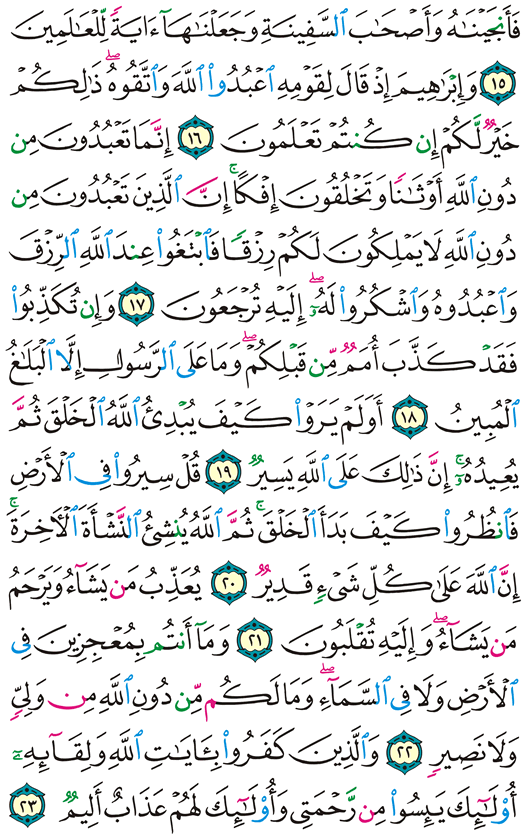 فَأَنجَيْنَـٰهُ وَأَصْحَـٰبَ ٱلسَّفِينَةِ وَجَعَلْنَـٰهَآ ءَايَةً لِّلْعَـٰلَمِينَ
١٥ وَإِبْرَٰهِيمَ إِذْ قَالَ لِقَوْمِهِ ٱعْبُدُوا۟ ٱللَّهَ وَٱتَّقُوهُ ۖ ذَٰلِكُمْ
خَيْرٌ لَّكُمْ إِن كُنتُمْ تَعْلَمُونَ ١٦ إِنَّمَا تَعْبُدُونَ مِن
دُونِ ٱللَّهِ أَوْثَـٰنًا وَتَخْلُقُونَ إِفْكًا ۚ إِنَّ ٱلَّذِينَ تَعْبُدُونَ مِن
دُونِ ٱللَّهِ لَا يَمْلِكُونَ لَكُمْ رِزْقًا فَٱبْتَغُوا۟ عِندَ ٱللَّهِ ٱلرِّزْقَ
وَٱعْبُدُوهُ وَٱشْكُرُوا۟ لَهُۥٓ ۖ إِلَيْهِ تُرْجَعُونَ ١٧ وَإِن تُكَذِّبُوا۟
فَقَدْ كَذَّبَ أُمَمٌ مِّن قَبْلِكُمْ ۖ وَمَا عَلَى ٱلرَّسُولِ إِلَّا ٱلْبَلَـٰغُ
ٱلْمُبِينُ ١٨ أَوَلَمْ يَرَوْا۟ كَيْفَ يُبْدِئُ ٱللَّهُ ٱلْخَلْقَ ثُمَّ
يُعِيدُهُۥٓ ۚ إِنَّ ذَٰلِكَ عَلَى ٱللَّهِ يَسِيرٌ ١٩ قُلْ سِيرُوا۟ فِى ٱلْأَرْضِ
فَٱنظُرُوا۟ كَيْفَ بَدَأَ ٱلْخَلْقَ ۚ ثُمَّ ٱللَّهُ يُنشِئُ ٱلنَّشْأَةَ ٱلْـَٔاخِرَةَ ۚ
إِنَّ ٱللَّهَ عَلَىٰ كُلِّ شَىْءٍ قَدِيرٌ ٢٠ يُعَذِّبُ مَن يَشَآءُ وَيَرْحَمُ
مَن يَشَآءُ ۖ وَإِلَيْهِ تُقْلَبُونَ ٢١ وَمَآ أَنتُم بِمُعْجِزِينَ فِى
ٱلْأَرْضِ وَلَا فِى ٱلسَّمَآءِ ۖ وَمَا لَكُم مِّن دُونِ ٱللَّهِ مِن وَلِىٍّ
وَلَا نَصِيرٍ ٢٢ وَٱلَّذِينَ كَفَرُوا۟ بِـَٔايَـٰتِ ٱللَّهِ وَلِقَآئِهِۦٓ
أُو۟لَـٰٓئِكَ يَئِسُوا۟ مِن رَّحْمَتِى وَأُو۟لَـٰٓئِكَ لَهُمْ عَذَابٌ أَلِيمٌ ٢٣